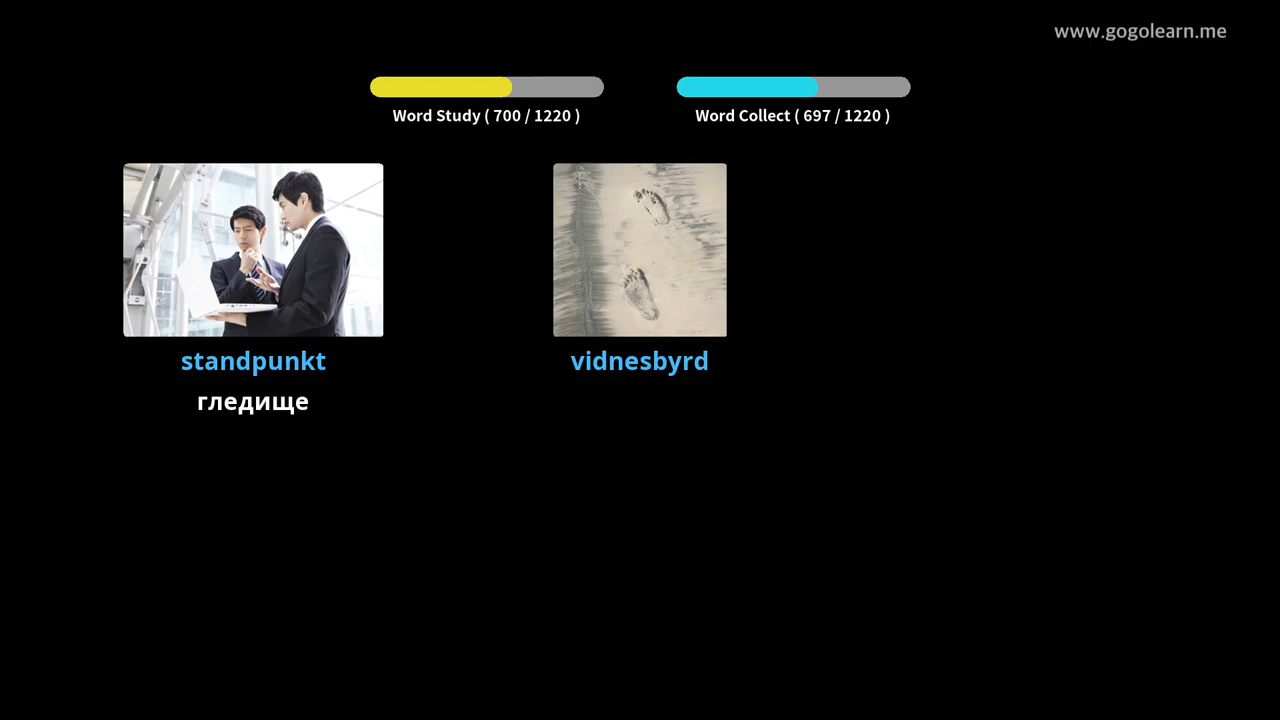 www.gogolearn.me
Word Study ( 700 / 1220 )
Word Collect ( 697 / 1220 )
standpunkt
vidnesbyrd
гледище